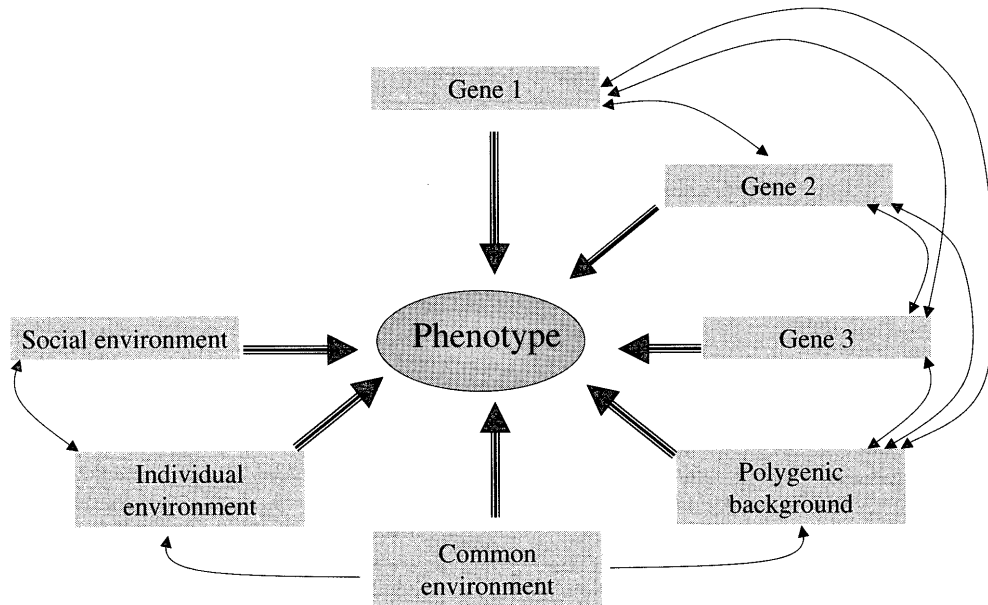 Gene 1
Gene 2
Phenotype
Social environment
Gene 3
Individual
environment
Polygenic
background
Common
environment